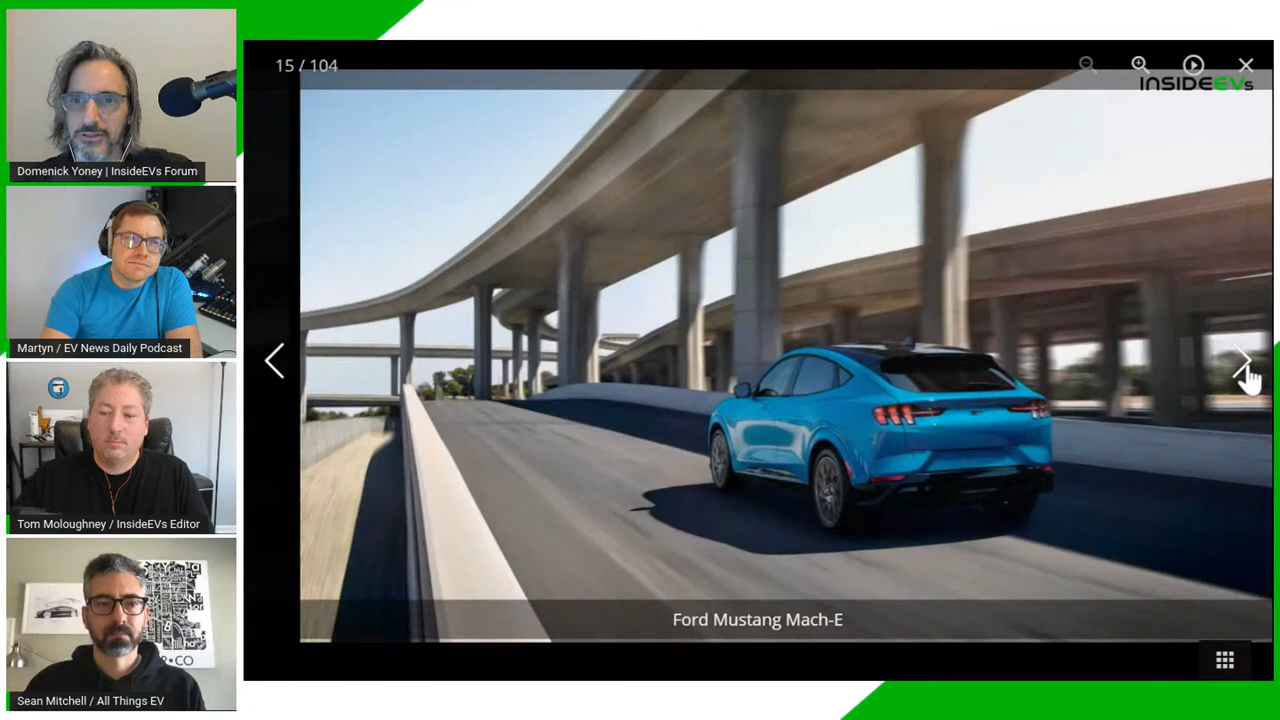 Domenick Yoney | InsideEVs Forum
Martyn / EV News Daily Podcast
Tom Moloughney / InsideEVs Editor
Sean Mitchell / All Things EV
15 / 104
INSIDEEVs
Ford Mustang Mach-E